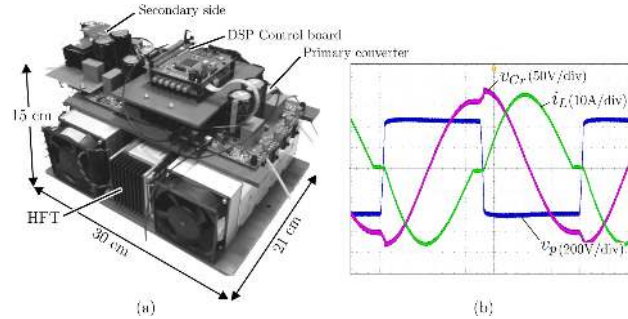 Secondary side
DSP Control board
Primary converter
15 cm
HFT
30 cm
21 cm
(a)
v_Cr (50V/div)
i_L (10A/div)
v_p (200V/div)
(b)